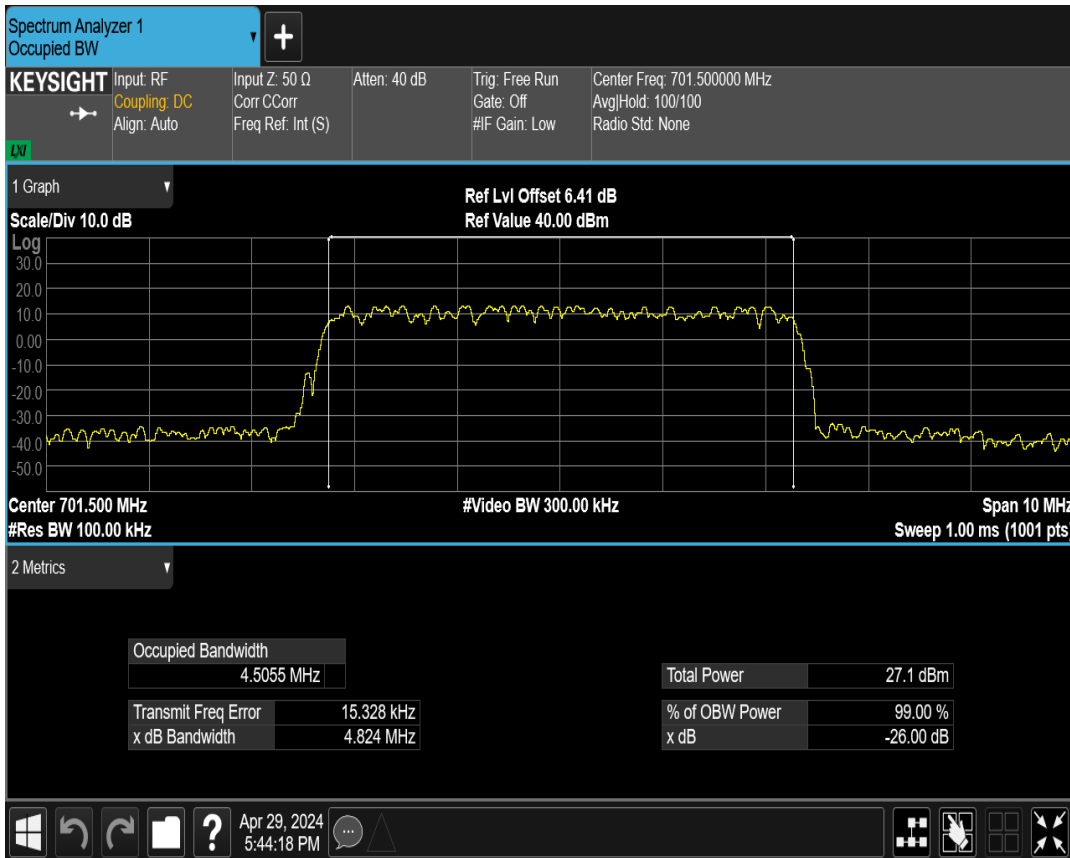 Spectrum Analyzer 1
Occupied BW
KEYSIGHT
Input: RF
Coupling: DC
Align: Auto
Input Z: 50 Ω
Corr CCorr
Freq Ref: Int (S)
Atten: 40 dB
Trig: Free Run
Gate: Off
#IF Gain: Low
Center Freq: 701.500000 MHz
Avg|Hold: 100/100
Radio Std: None
LXI
1 Graph
Scale/Div 10.0 dB
Ref Lvl Offset 6.41 dB
Ref Value 40.00 dBm
Log
30.0
20.0
10.0
0.00
-10.0
-20.0
-30.0
-40.0
-50.0
Center 701.500 MHz
#Video BW 300.00 kHz
Span 10 MHz
#Res BW 100.00 kHz
Sweep 1.00 ms (1001 pts)
2 Metrics
Occupied Bandwidth
4.5055 MHz
Total Power 27.1 dBm
Transmit Freq Error 15.328 kHz
% of OBW Power 99.00 %
x dB Bandwidth 4.824 MHz
x dB -26.00 dB
?
Apr 29, 2024
5:44:18 PM